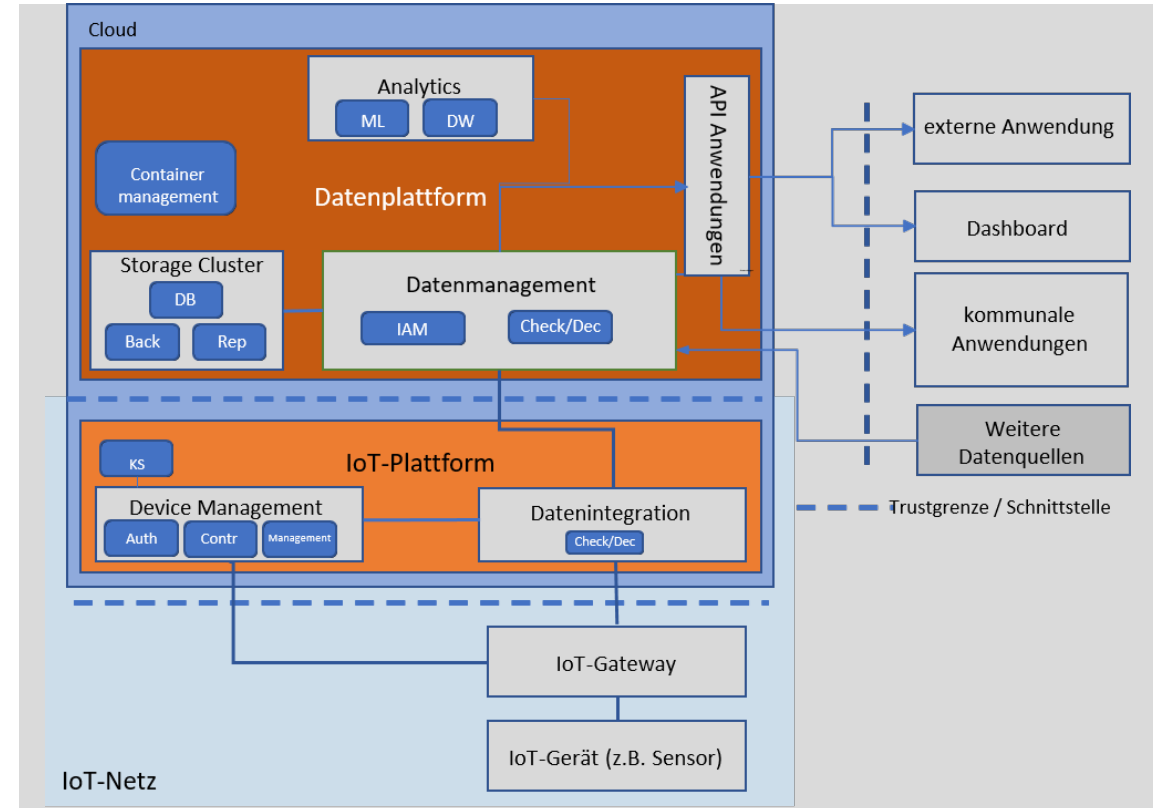 Cloud
Analytics
ML
DW
API Anwendungen
externe Anwendung
Container
management
Datenplattform
Dashboard
Storage Cluster
DB
Back
Rep
Datenmanagement
IAM
Check/Dec
kommunale
Anwendungen
Weitere
Datenquellen
KS
IoT-Plattform
Device Management
Auth
Contr
Management
Datenintegration
Check/Dec
Trustgrenze / Schnittstelle
IoT-Gateway
IoT-Gerät (z.B. Sensor)
IoT-Netz